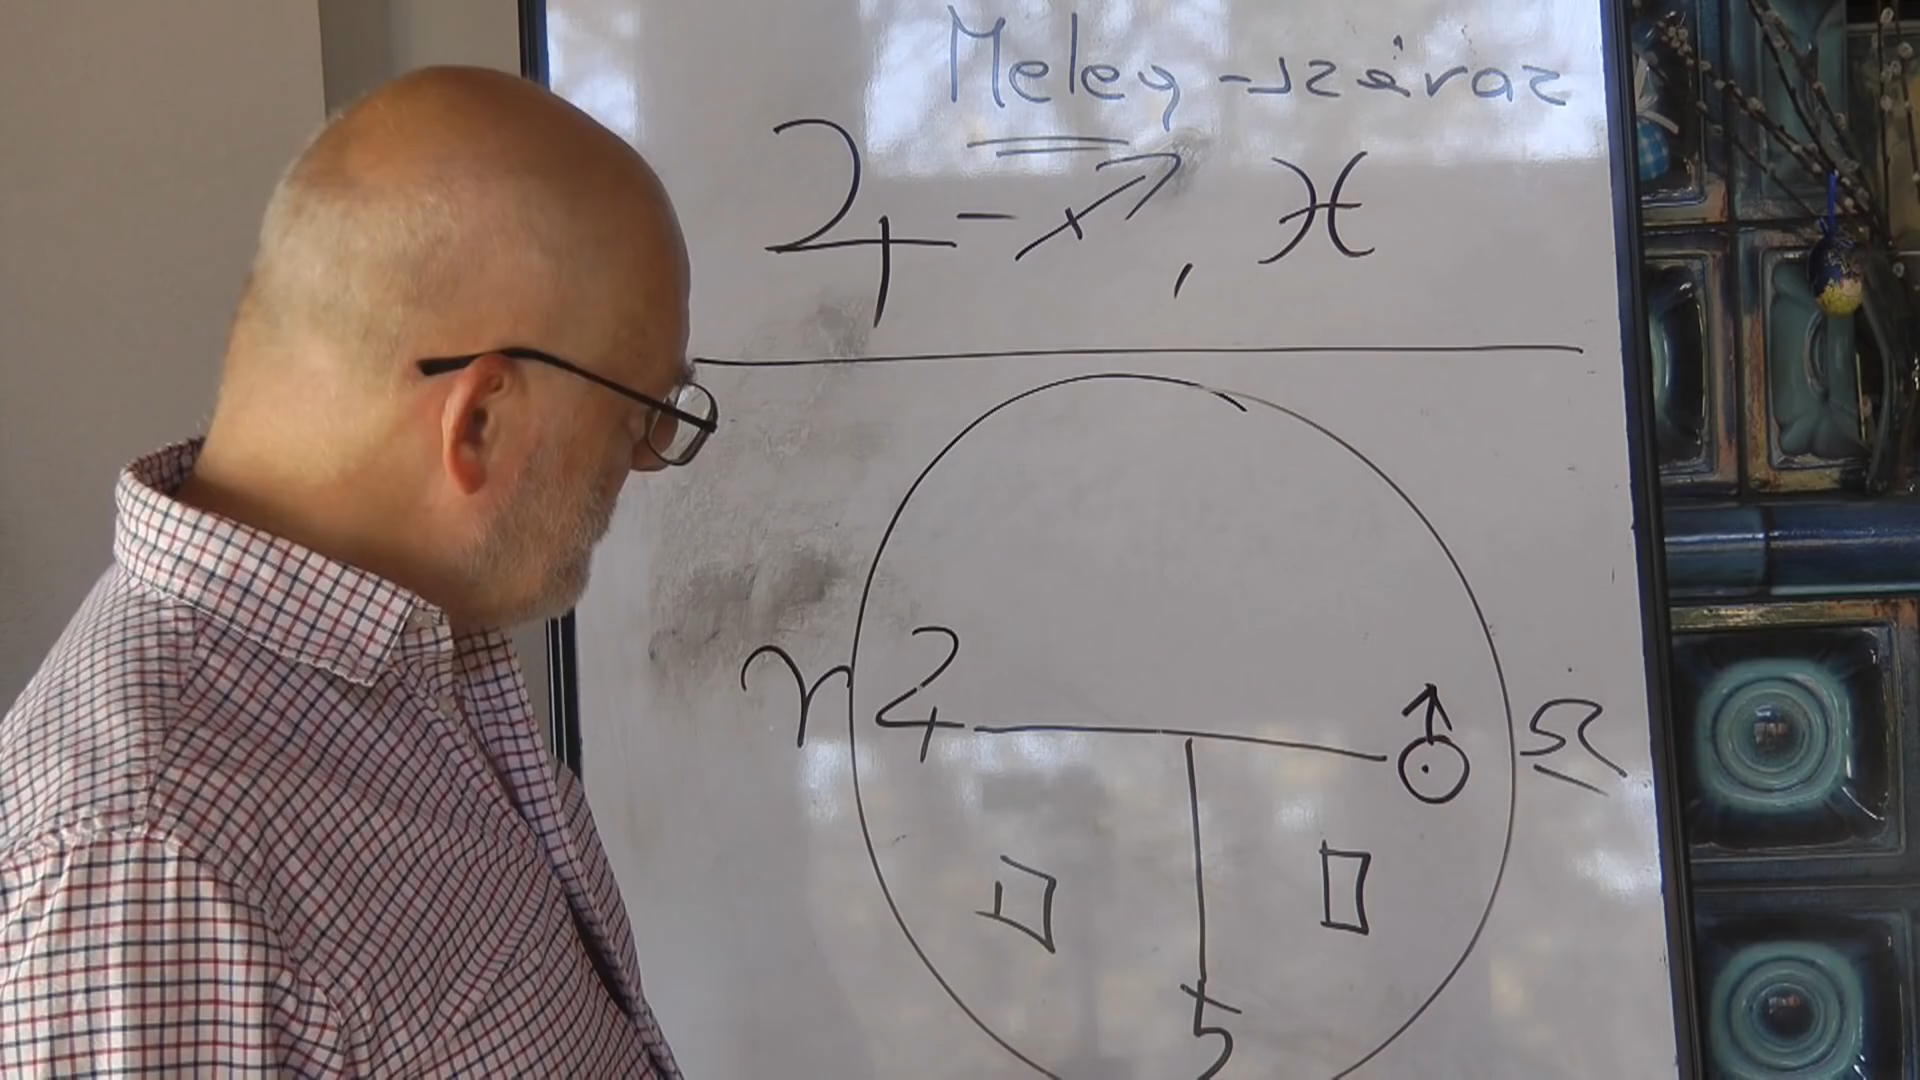 Meleg - száraz
♃ - ♐, ♓
♈ ♃ ☉ ♎
♄